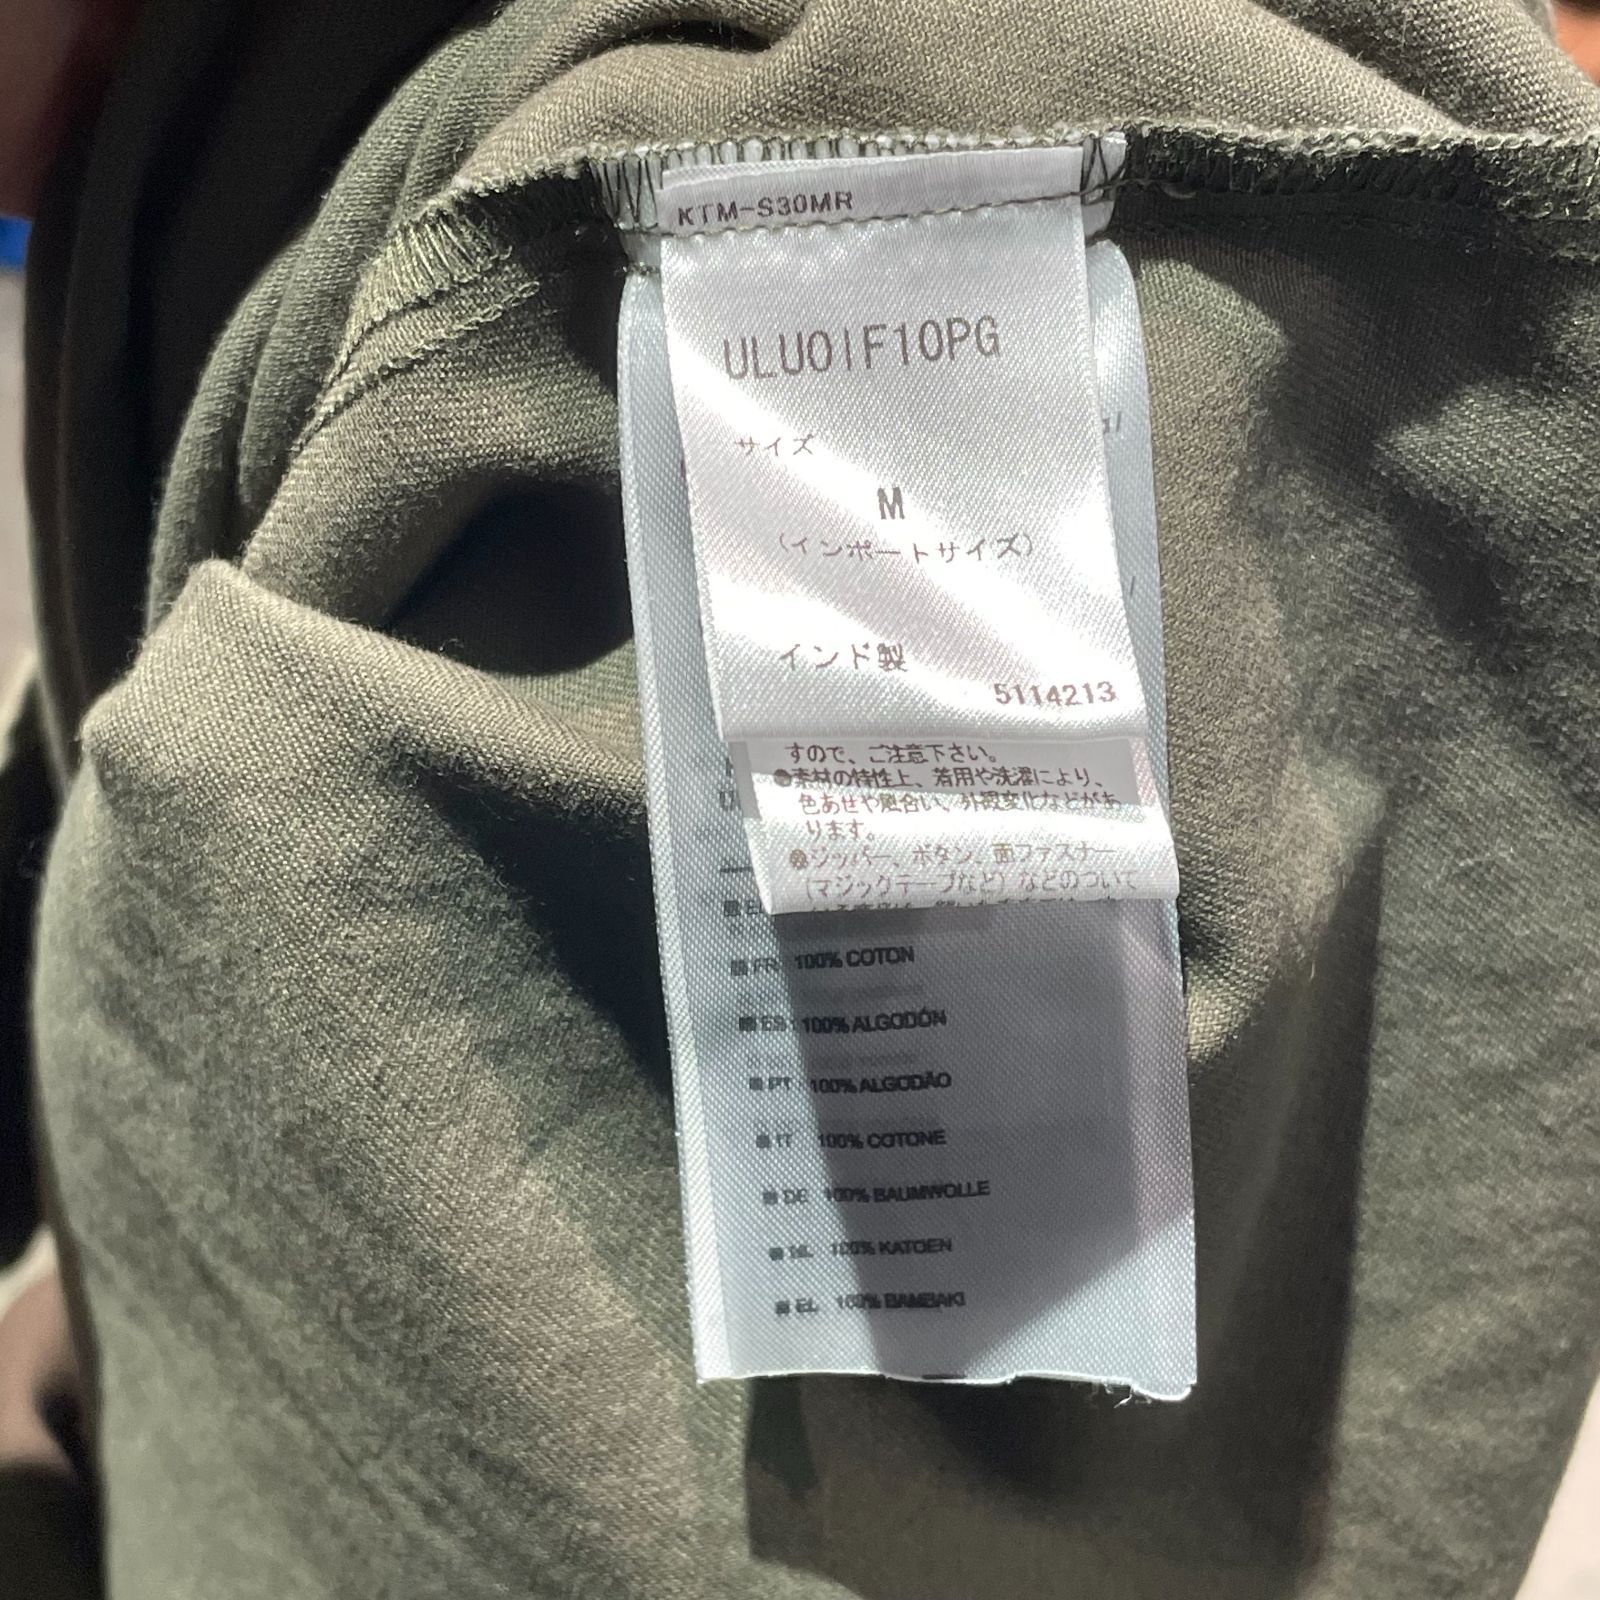 KTM-S30MR
ULU01F10PG
サイズ
M
(インポートサイズ)
インド製
5114213
すので、ご注意下さい。
●素材の特性上、着用や洗濯により、
色あせや風合い、外観変化などがあ
ります。
●ジッパー、ボタン、面ファスナー
(マジックテープなど)などのついて
FR: 100% COTON
ES: 100% ALGODÓN
PT: 100% ALGODÃO
IT 100% COTONE
DE 100% BAUMWOLLE
NL 100% KATOEN
EL 100% BAMBAKI